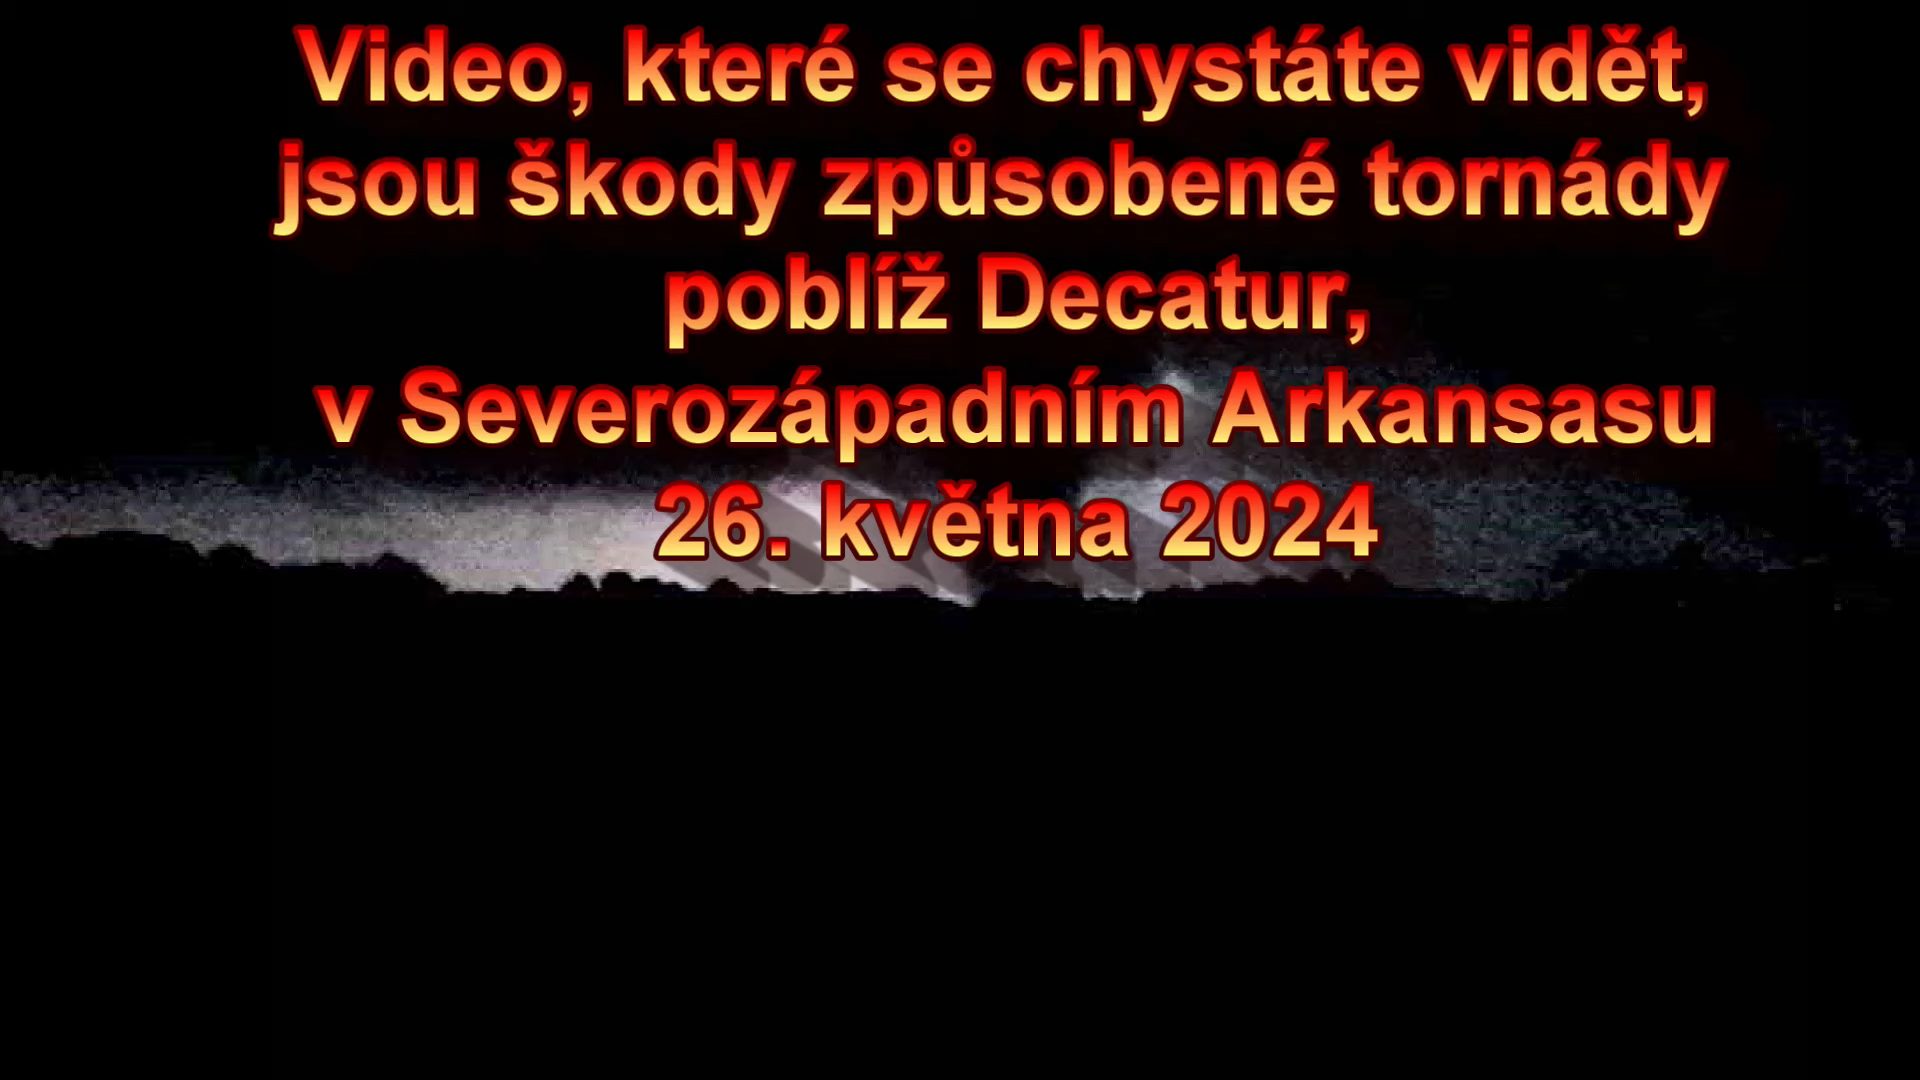 Video, které se chystáte vidět,
jsou škody způsobené tornády
poblíž Decatur,
v Severozápadním Arkansasu
26. května 2024